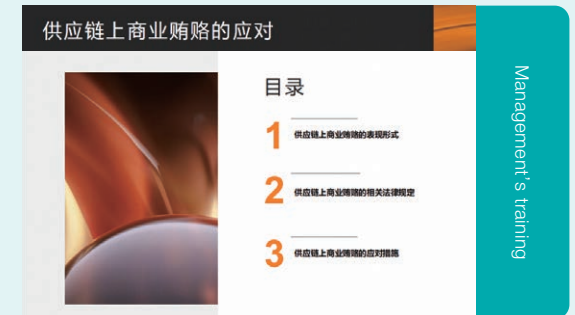 供应链上商业贿赂的应对
目录
1 供应链上商业贿赂的表现形式
2 供应链上商业贿赂的相关法律规定
3 供应链上商业贿赂的应对措施
Management's training